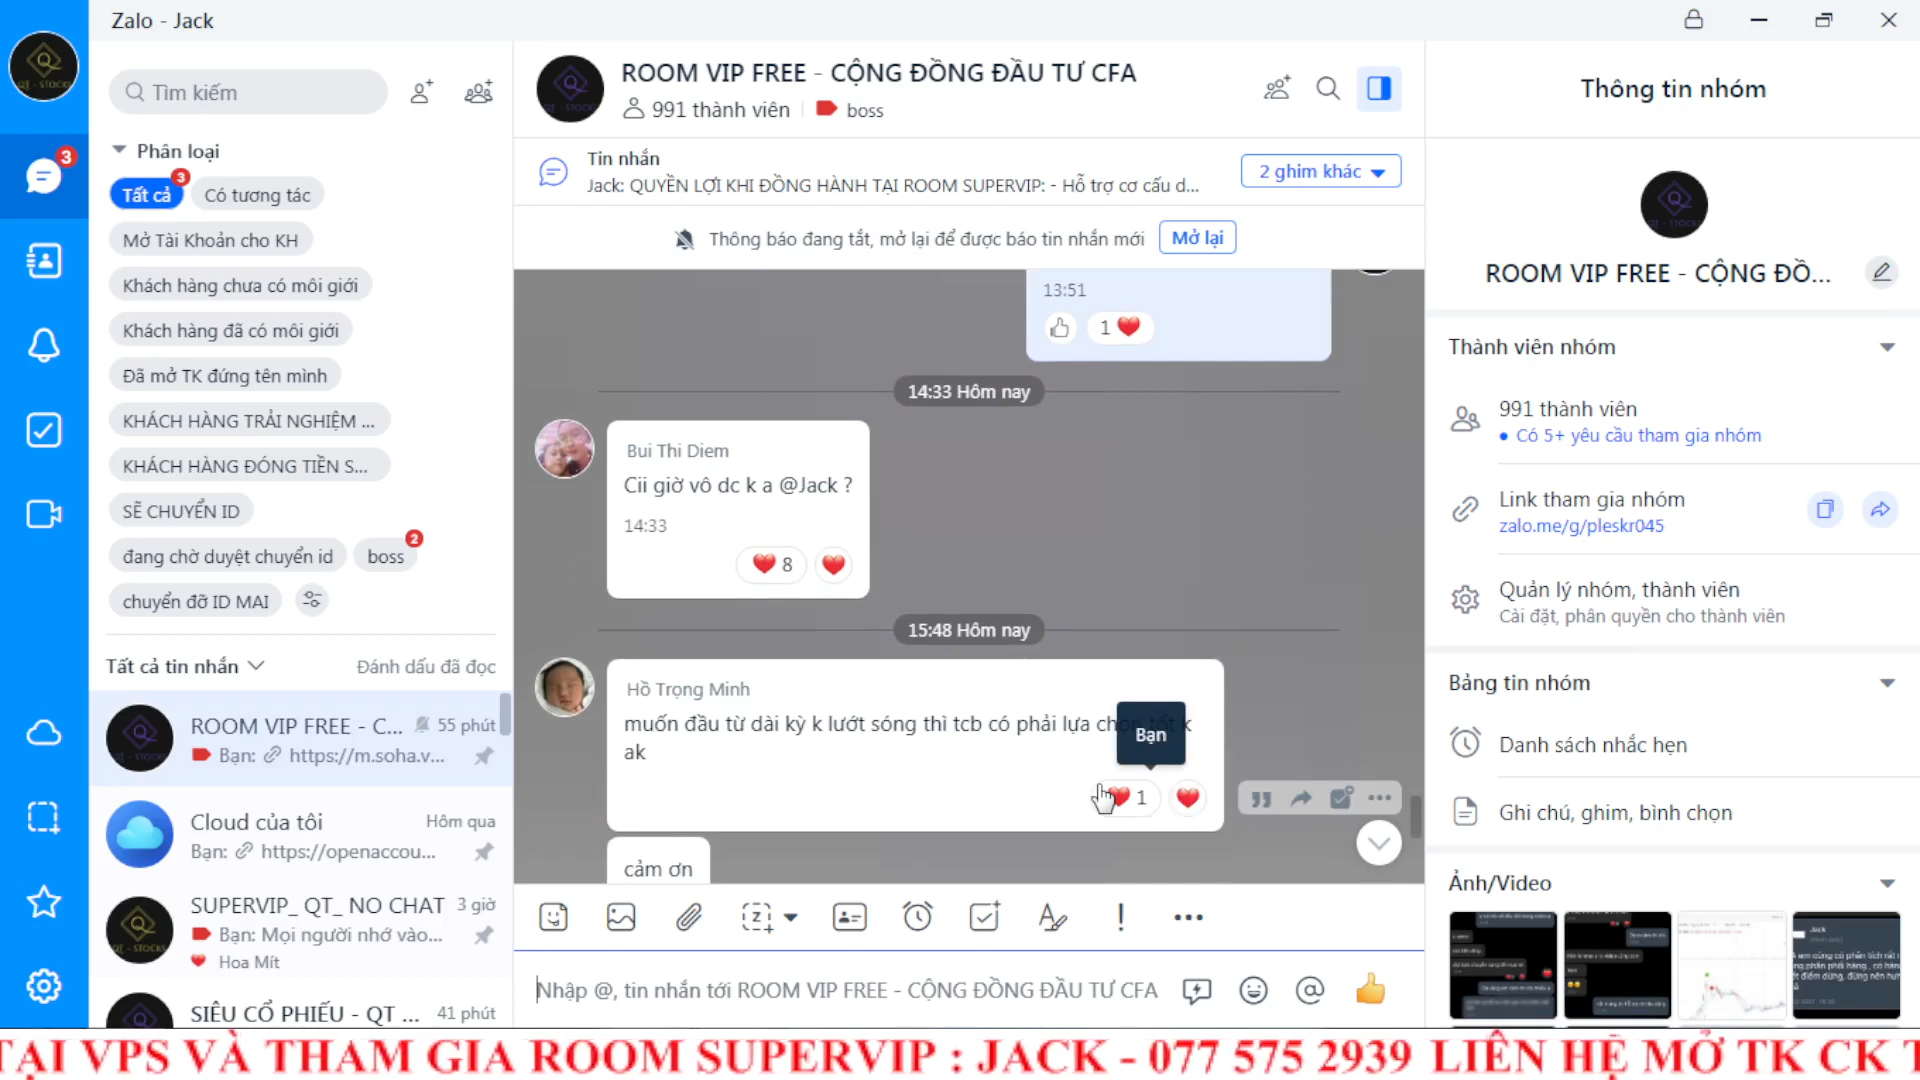 Zalo - Jack
Tìm kiếm
Phân loại
3
Tất cả
3
Có tương tác
Mở Tài Khoản cho KH
Khách hàng chưa có môi giới
Khách hàng đã có môi giới
Đã mở TK đứng tên mình
KHÁCH HÀNG TRẢI NGHIỆM ...
KHÁCH HÀNG ĐÓNG TIỀN S...
SẼ CHUYỂN ID
đang chờ duyệt chuyển id
boss
2
chuyển đỡ ID MAI
Tất cả tin nhắn
Đánh dấu đã đọc
ROOM VIP FREE - C...
55 phút
Bạn: https://m.soha.v...
Cloud của tôi
Hôm qua
Bạn: https://openaccou...
SUPERVIP_ QT_ NO CHAT
3 giờ
Bạn: Mọi người nhớ vào...
Hoa Mít
SIÊU CỔ PHIẾU - QT ...
41 phút
ROOM VIP FREE - CỘNG ĐỒNG ĐẦU TƯ CFA
991 thành viên
boss
Tin nhắn
Jack: QUYỀN LỢI KHI ĐỒNG HÀNH TẠI ROOM SUPERVIP: - Hỗ trợ cơ cấu d...
2 ghim khác
Thông báo đang tắt, mở lại để được báo tin nhắn mới
Mở lại
13:51
1
14:33 Hôm nay
Bui Thi Diem
Cii giờ vô dc k a @Jack ?
14:33
8
15:48 Hôm nay
Hồ Trọng Minh
muốn đầu từ dài kỳ k lướt sóng thì tcb có phải lựa chọn tốt k
ak
Bạn
1
cảm ơn
Nhập @, tin nhắn tới ROOM VIP FREE - CỘNG ĐỒNG ĐẦU TƯ CFA
Thông tin nhóm
ROOM VIP FREE - CỘNG ĐỒ...
Thành viên nhóm
991 thành viên
Có 5+ yêu cầu tham gia nhóm
Link tham gia nhóm
zalo.me/g/pleskr045
Quản lý nhóm, thành viên
Cài đặt, phân quyền cho thành viên
Bảng tin nhóm
Danh sách nhắc hẹn
Ghi chú, ghim, bình chọn
Ảnh/Video
Jack
TẠI VPS VÀ THAM GIA ROOM SUPERVIP : JACK - 077 575 2939 LIÊN HỆ MỞ TK CK T